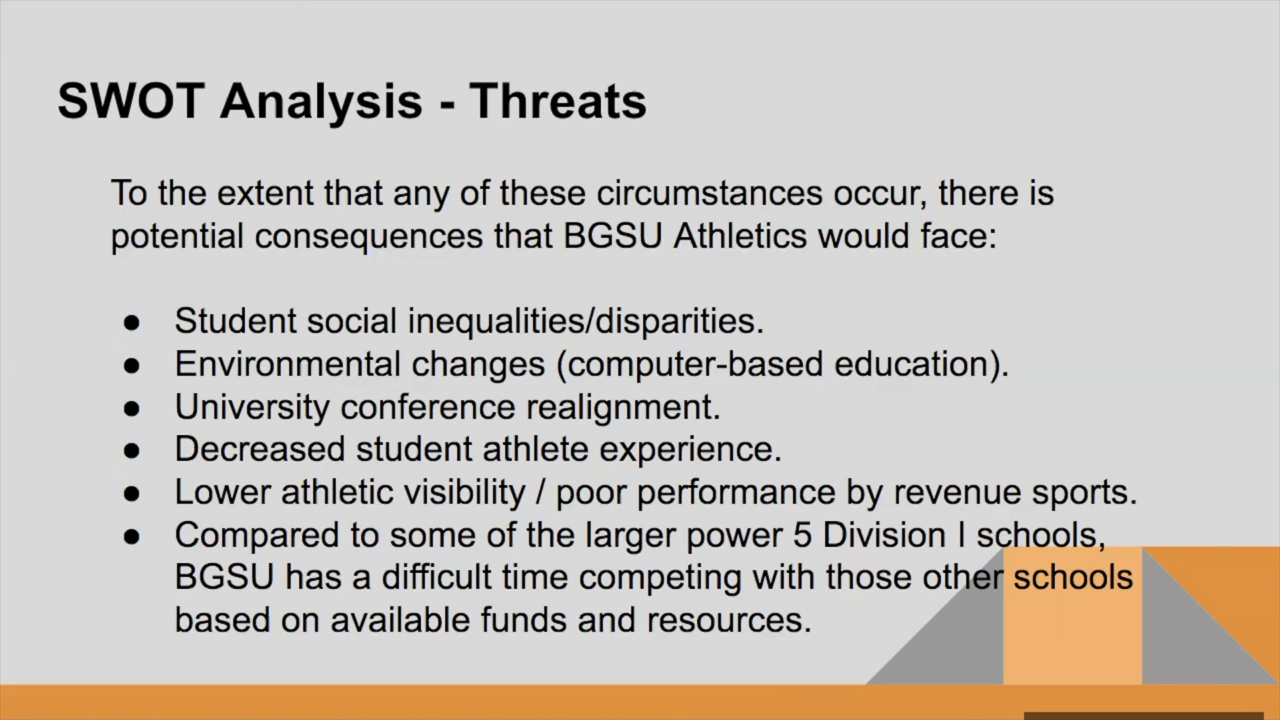 SWOT Analysis - Threats
To the extent that any of these circumstances occur, there is
potential consequences that BGSU Athletics would face:
● Student social inequalities/disparities.
● Environmental changes (computer-based education).
● University conference realignment.
● Decreased student athlete experience.
● Lower athletic visibility / poor performance by revenue sports.
● Compared to some of the larger power 5 Division I schools,
BGSU has a difficult time competing with those other schools
based on available funds and resources.